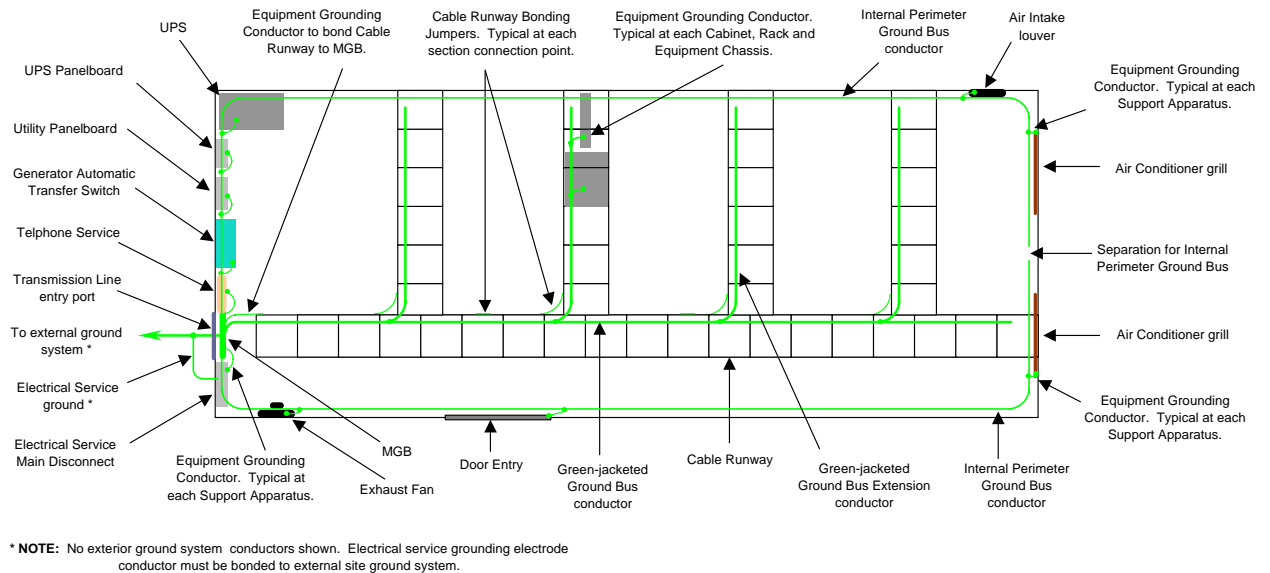 UPS
Equipment Grounding
Conductor to bond Cable
Runway to MGB.
Cable Runway Bonding
Jumpers.  Typical at each
section connection point.
Equipment Grounding Conductor.
Typical at each Cabinet, Rack and
Equipment Chassis.
Internal Perimeter
Ground Bus
conductor
Air Intake
louver
Equipment Grounding
Conductor.  Typical at each
Support Apparatus.
UPS Panelboard
Utility Panelboard
Generator Automatic
Transfer Switch
Telphone Service
Transmission Line
entry port
To external ground
system *
Electrical Service
ground *
Electrical Service
Main Disconnect
Air Conditioner grill
Separation for Internal
Perimeter Ground Bus
Air Conditioner grill
Equipment Grounding
Conductor.  Typical at each
Support Apparatus.
Equipment Grounding
Conductor.  Typical at
each Support Apparatus.
Exhaust Fan
MGB
Door Entry
Green-jacketed
Ground Bus
conductor
Cable Runway
Green-jacketed
Ground Bus Extension
conductor
Internal Perimeter
Ground Bus
conductor
* NOTE:  No exterior ground system  conductors shown.  Electrical service grounding electrode
conductor must be bonded to external site ground system.